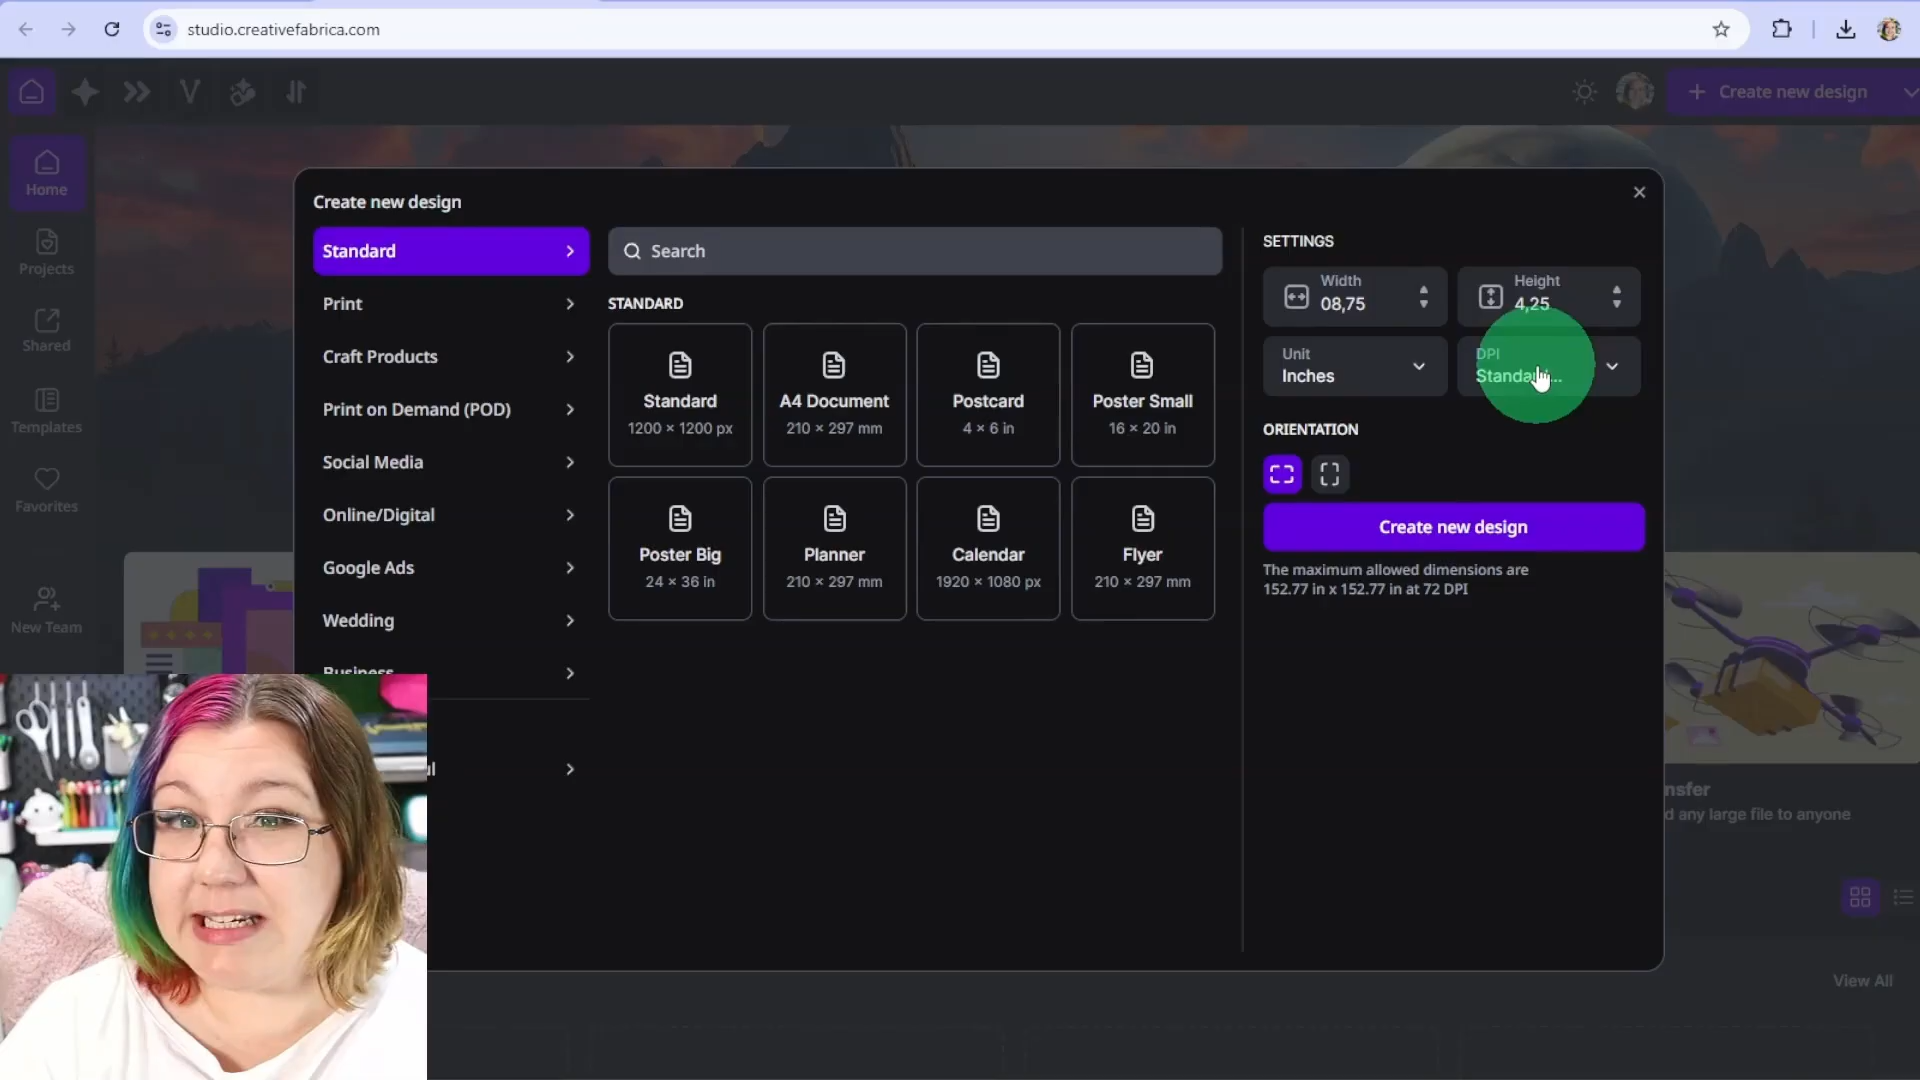 studio.creativefabrica.com
Create new design
Home
Projects
Shared
Templates
Favorites
New Team
Create new design
Standard
Print
Craft Products
Print on Demand (POD)
Social Media
Online/Digital
Google Ads
Wedding
Business
Search
STANDARD
Standard
1200 × 1200 px
A4 Document
210 × 297 mm
Postcard
4 × 6 in
Poster Small
16 × 20 in
Poster Big
24 × 36 in
Planner
210 × 297 mm
Calendar
1920 × 1080 px
Flyer
210 × 297 mm
SETTINGS
Width
08,75
Height
4,25
Unit
Inches
DPI
Standard...
ORIENTATION
Create new design
The maximum allowed dimensions are
152.77 in x 152.77 in at 72 DPI
nsfer
d any large file to anyone
View All